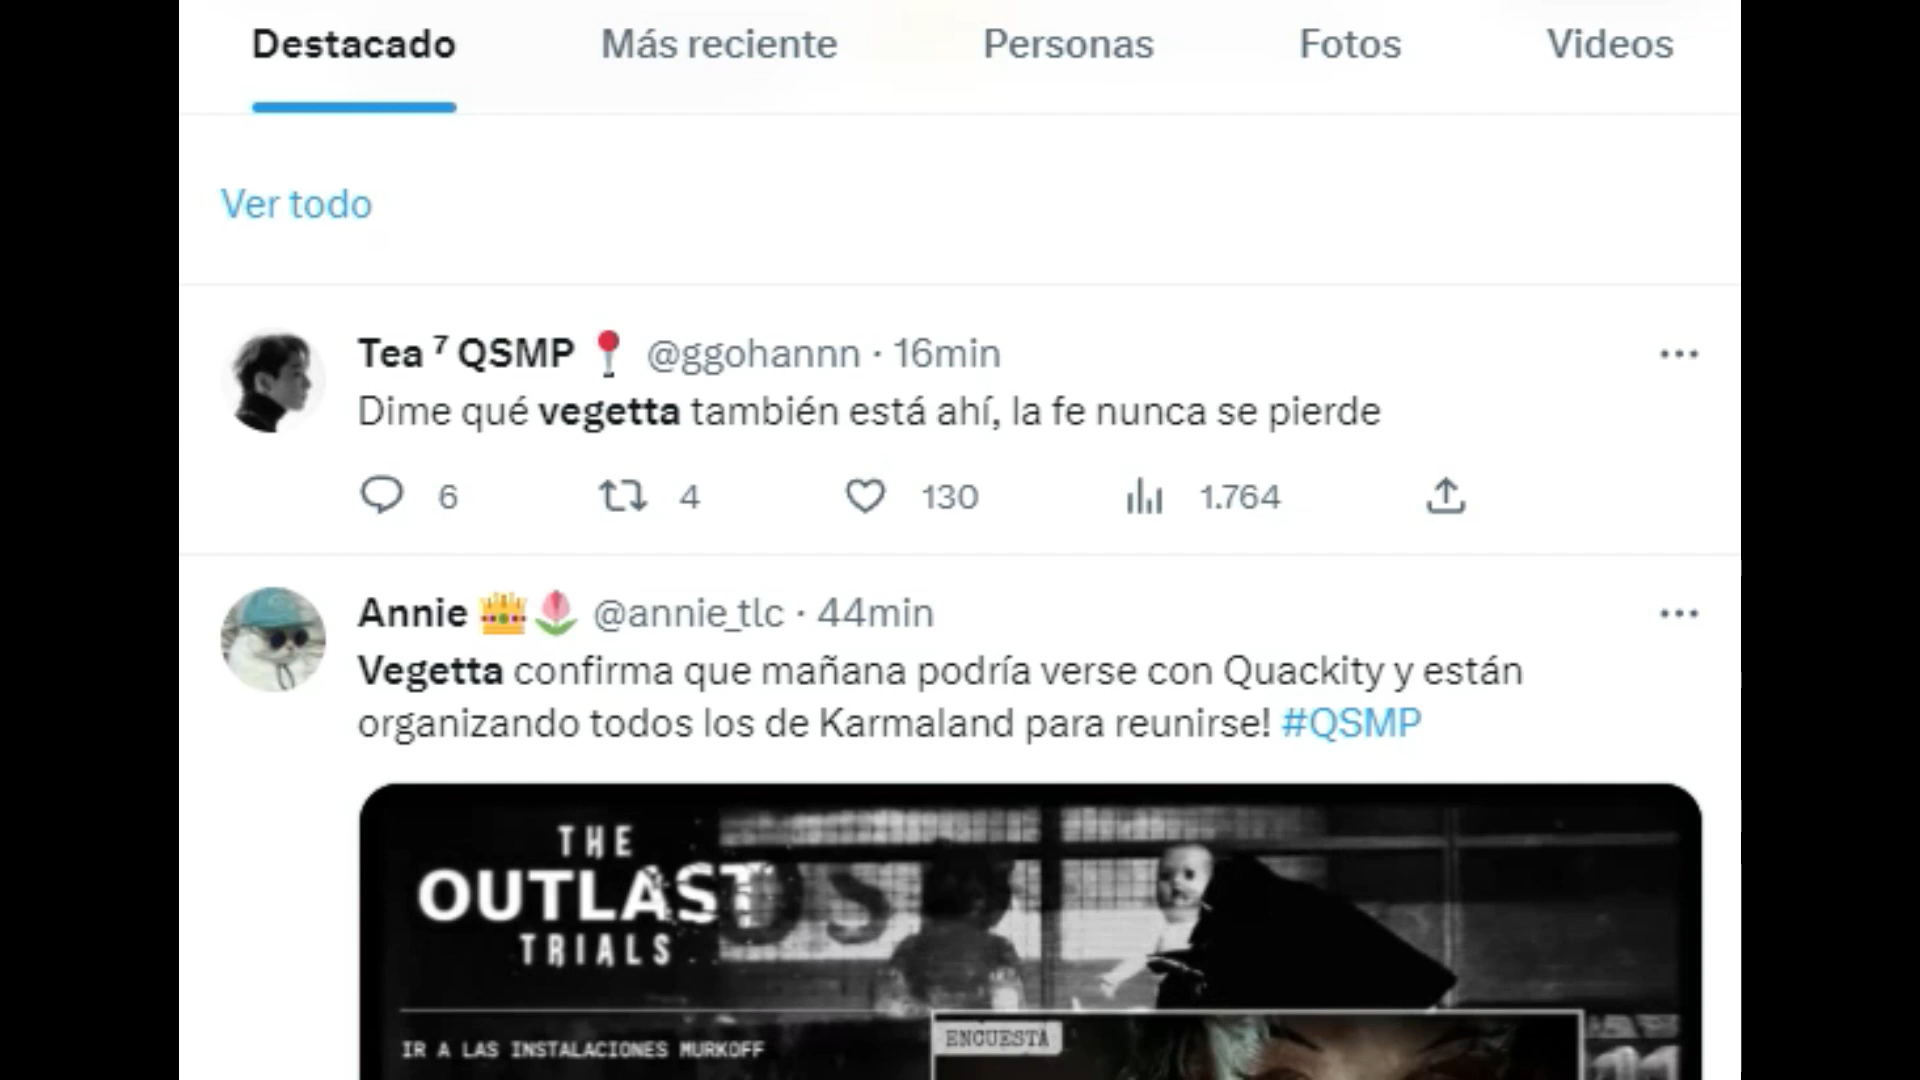 Destacado Más reciente Personas Fotos Videos
Ver todo
Tea ⁷ QSMP📍 @ggohannn · 16min
Dime qué vegetta también está ahí, la fe nunca se pierde
6 4 130 1.764
Annie 👑🌷 @annie_tlc · 44min
Vegetta confirma que mañana podría verse con Quackity y están
organizando todos los de Karmaland para reunirse! #QSMP
THE
OUTLAST
TRIALS
IR A LAS INSTALACIONES MURKOFF
ENCUESTA